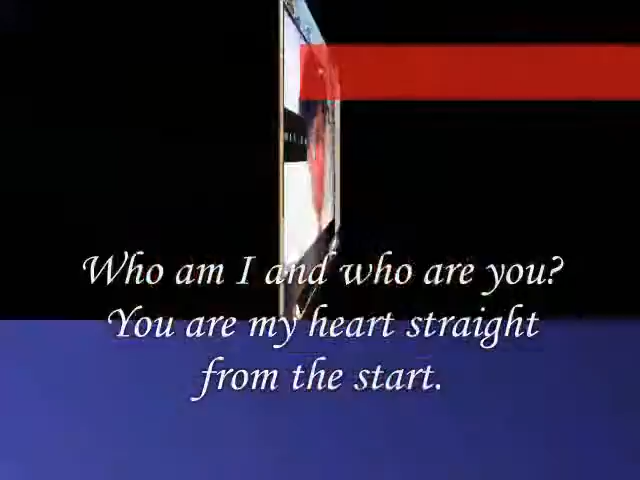 Who am I and who are you?
You are my heart straight
from the start.